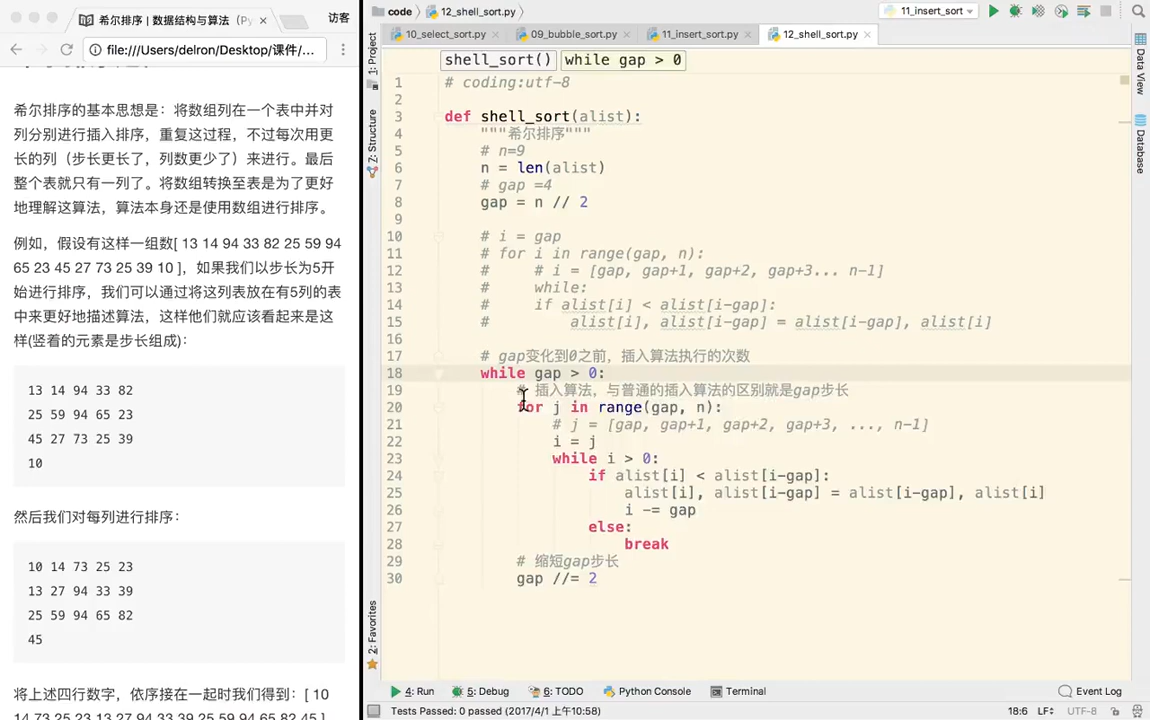 希尔排序 | 数据结构与算法 (Py
访客
file:///Users/delron/Desktop/课件/...
希尔排序的基本思想是：将数组列在一个表中并对
列分别进行插入排序，重复这过程，不过每次用更
长的列（步长更长了，列数更少了）来进行。最后
整个表就只有一列了。将数组转换至表是为了更好
地理解这算法，算法本身还是使用数组进行排序。
例如，假设有这样一组数[ 13 14 94 33 82 25 59 94
65 23 45 27 73 25 39 10 ]，如果我们以步长为5开
始进行排序，我们可以通过将这列表放在有5列的表
中来更好地描述算法，这样他们就应该看起来是这
样(竖着的元素是步长组成)：
13 14 94 33 82
25 59 94 65 23
45 27 73 25 39
10
然后我们对每列进行排序：
10 14 73 25 23
13 27 94 33 39
25 59 94 65 82
45
将上述四行数字，依序接在一起时我们得到：[ 10
14 73 25 23 13 27 94 33 39 25 59 94 65 82 45 ]
code 12_shell_sort.py
11_insert_sort
10_select_sort.py 09_bubble_sort.py 11_insert_sort.py 12_shell_sort.py
1: Project
7: Structure
2: Favorites
Data View
Database
shell_sort() while gap > 0
1 # coding:utf-8
2
3 def shell_sort(alist):
4 """希尔排序"""
5 # n=9
6 n = len(alist)
7 # gap =4
8 gap = n // 2
9
10 # i = gap
11 # for i in range(gap, n):
12 #     # i = [gap, gap+1, gap+2, gap+3... n-1]
13 #     while:
14 #     if alist[i] < alist[i-gap]:
15 #         alist[i], alist[i-gap] = alist[i-gap], alist[i]
16
17 # gap变化到0之前，插入算法执行的次数
18 while gap > 0:
19 # 插入算法，与普通的插入算法的区别就是gap步长
20 for j in range(gap, n):
21 # j = [gap, gap+1, gap+2, gap+3, ..., n-1]
22 i = j
23 while i > 0:
24 if alist[i] < alist[i-gap]:
25 alist[i], alist[i-gap] = alist[i-gap], alist[i]
26 i -= gap
27 else:
28 break
29 # 缩短gap步长
30 gap //= 2
4: Run 5: Debug 6: TODO Python Console Terminal Event Log
Tests Passed: 0 passed (2017/4/1 上午10:58) 18:6 LF÷ UTF-8